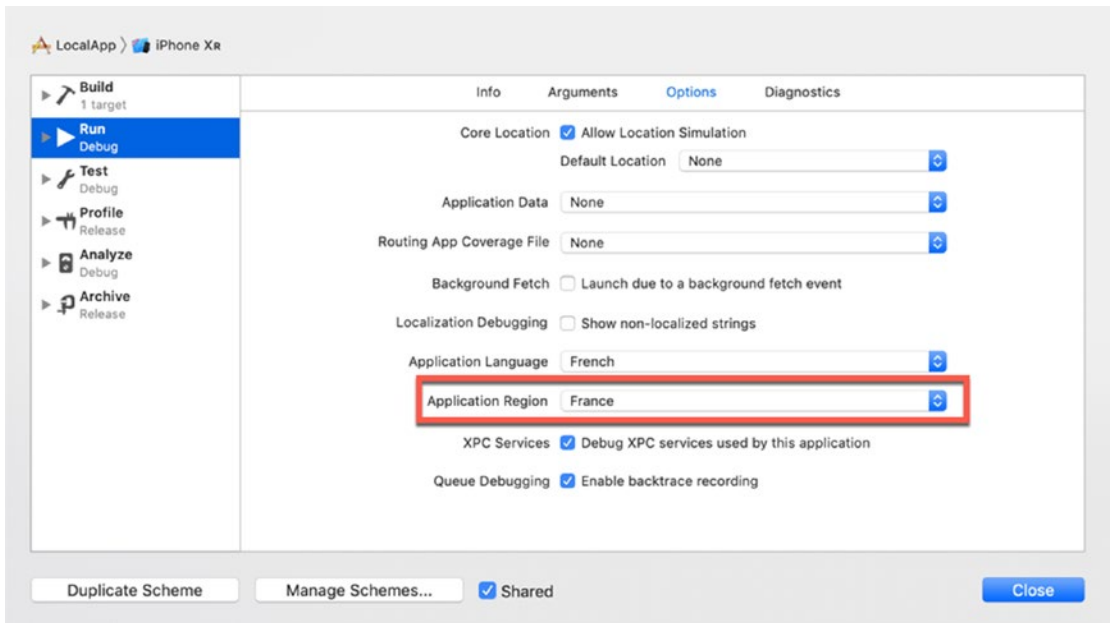 LocalApp 〉 iPhone XR
Build
1 target
Run
Debug
Test
Debug
Profile
Release
Analyze
Debug
Archive
Release
Info Arguments Options Diagnostics
Core Location Allow Location Simulation
Default Location None
Application Data None
Routing App Coverage File None
Background Fetch Launch due to a background fetch event
Localization Debugging Show non-localized strings
Application Language French
Application Region France
XPC Services Debug XPC services used by this application
Queue Debugging Enable backtrace recording
Duplicate Scheme Manage Schemes... Shared Close